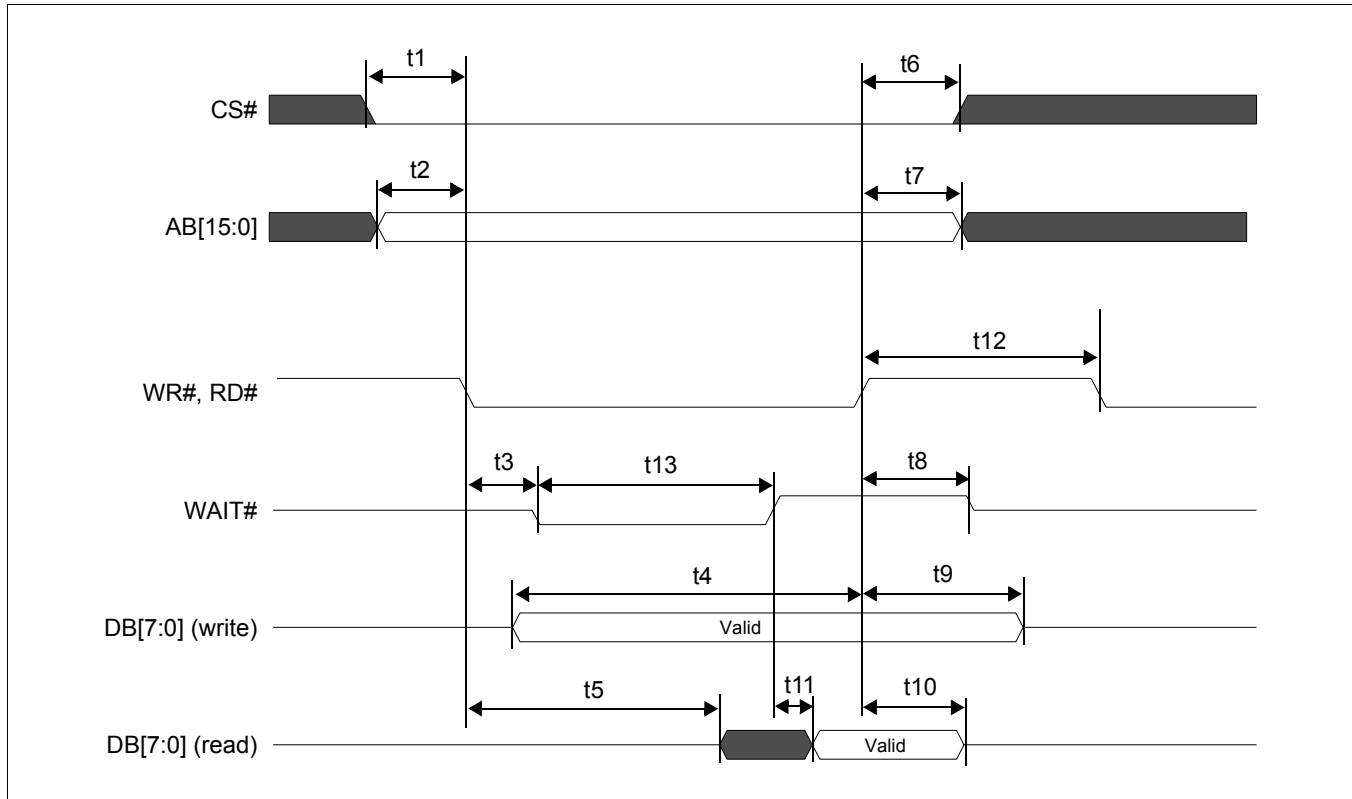 t1
t6
CS#
t2
t7
AB[15:0]
t12
WR#, RD#
t3
t13
t8
WAIT#
t4
t9
DB[7:0] (write)
Valid
t5
t11
t10
DB[7:0] (read)
Valid